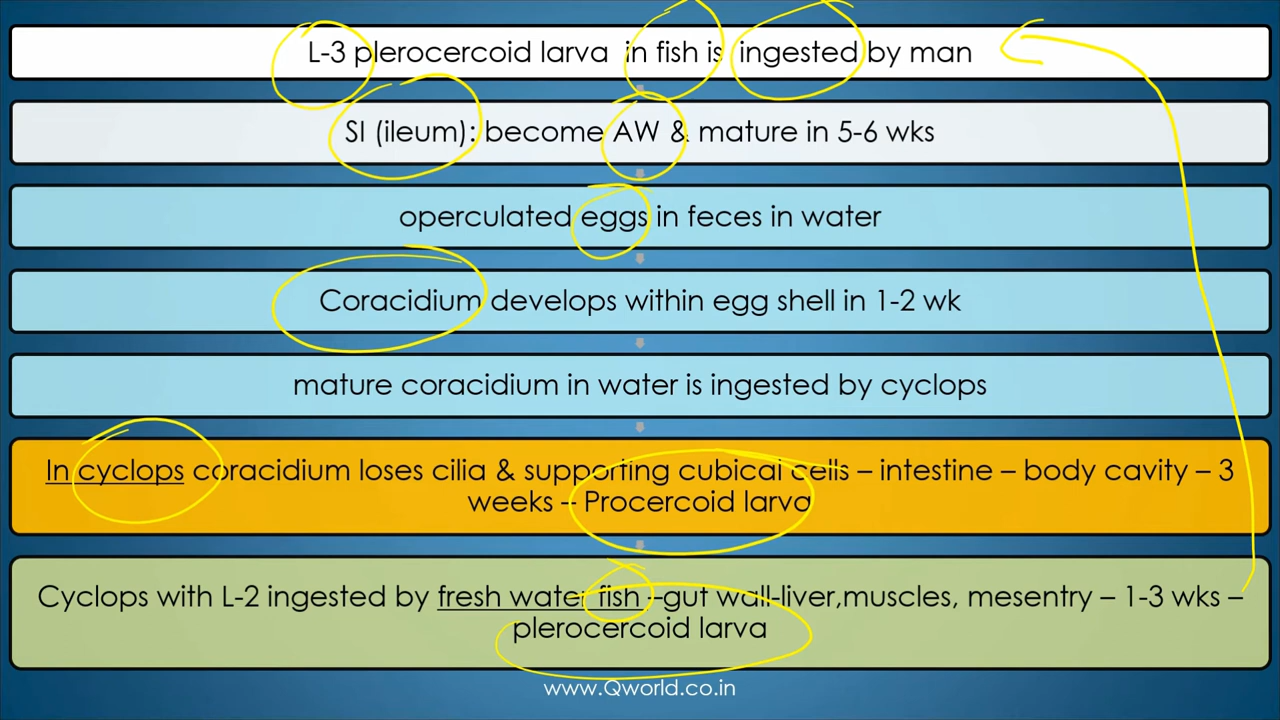 L-3 plerocercoid larva in fish is ingested by man
SI (ileum): become AW & mature in 5-6 wks
operculated eggs in feces in water
Coracidium develops within egg shell in 1-2 wk
mature coracidium in water is ingested by cyclops
In cyclops coracidium loses cilia & supporting cubical cells – intestine – body cavity – 3
weeks -- Procercoid larva
Cyclops with L-2 ingested by fresh water fish –gut wall-liver,muscles, mesentry – 1-3 wks –
plerocercoid larva
www.Qworld.co.in